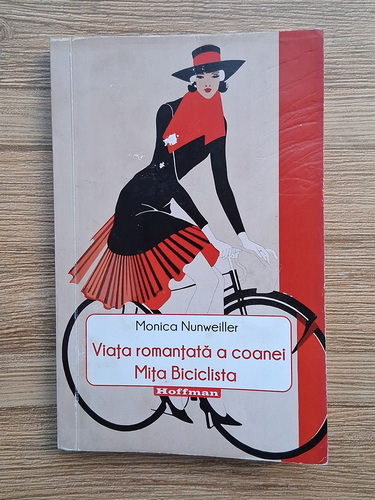 Monica Nunweiller
Viața romanțată a coanei
Mița Biciclista
Hoffman